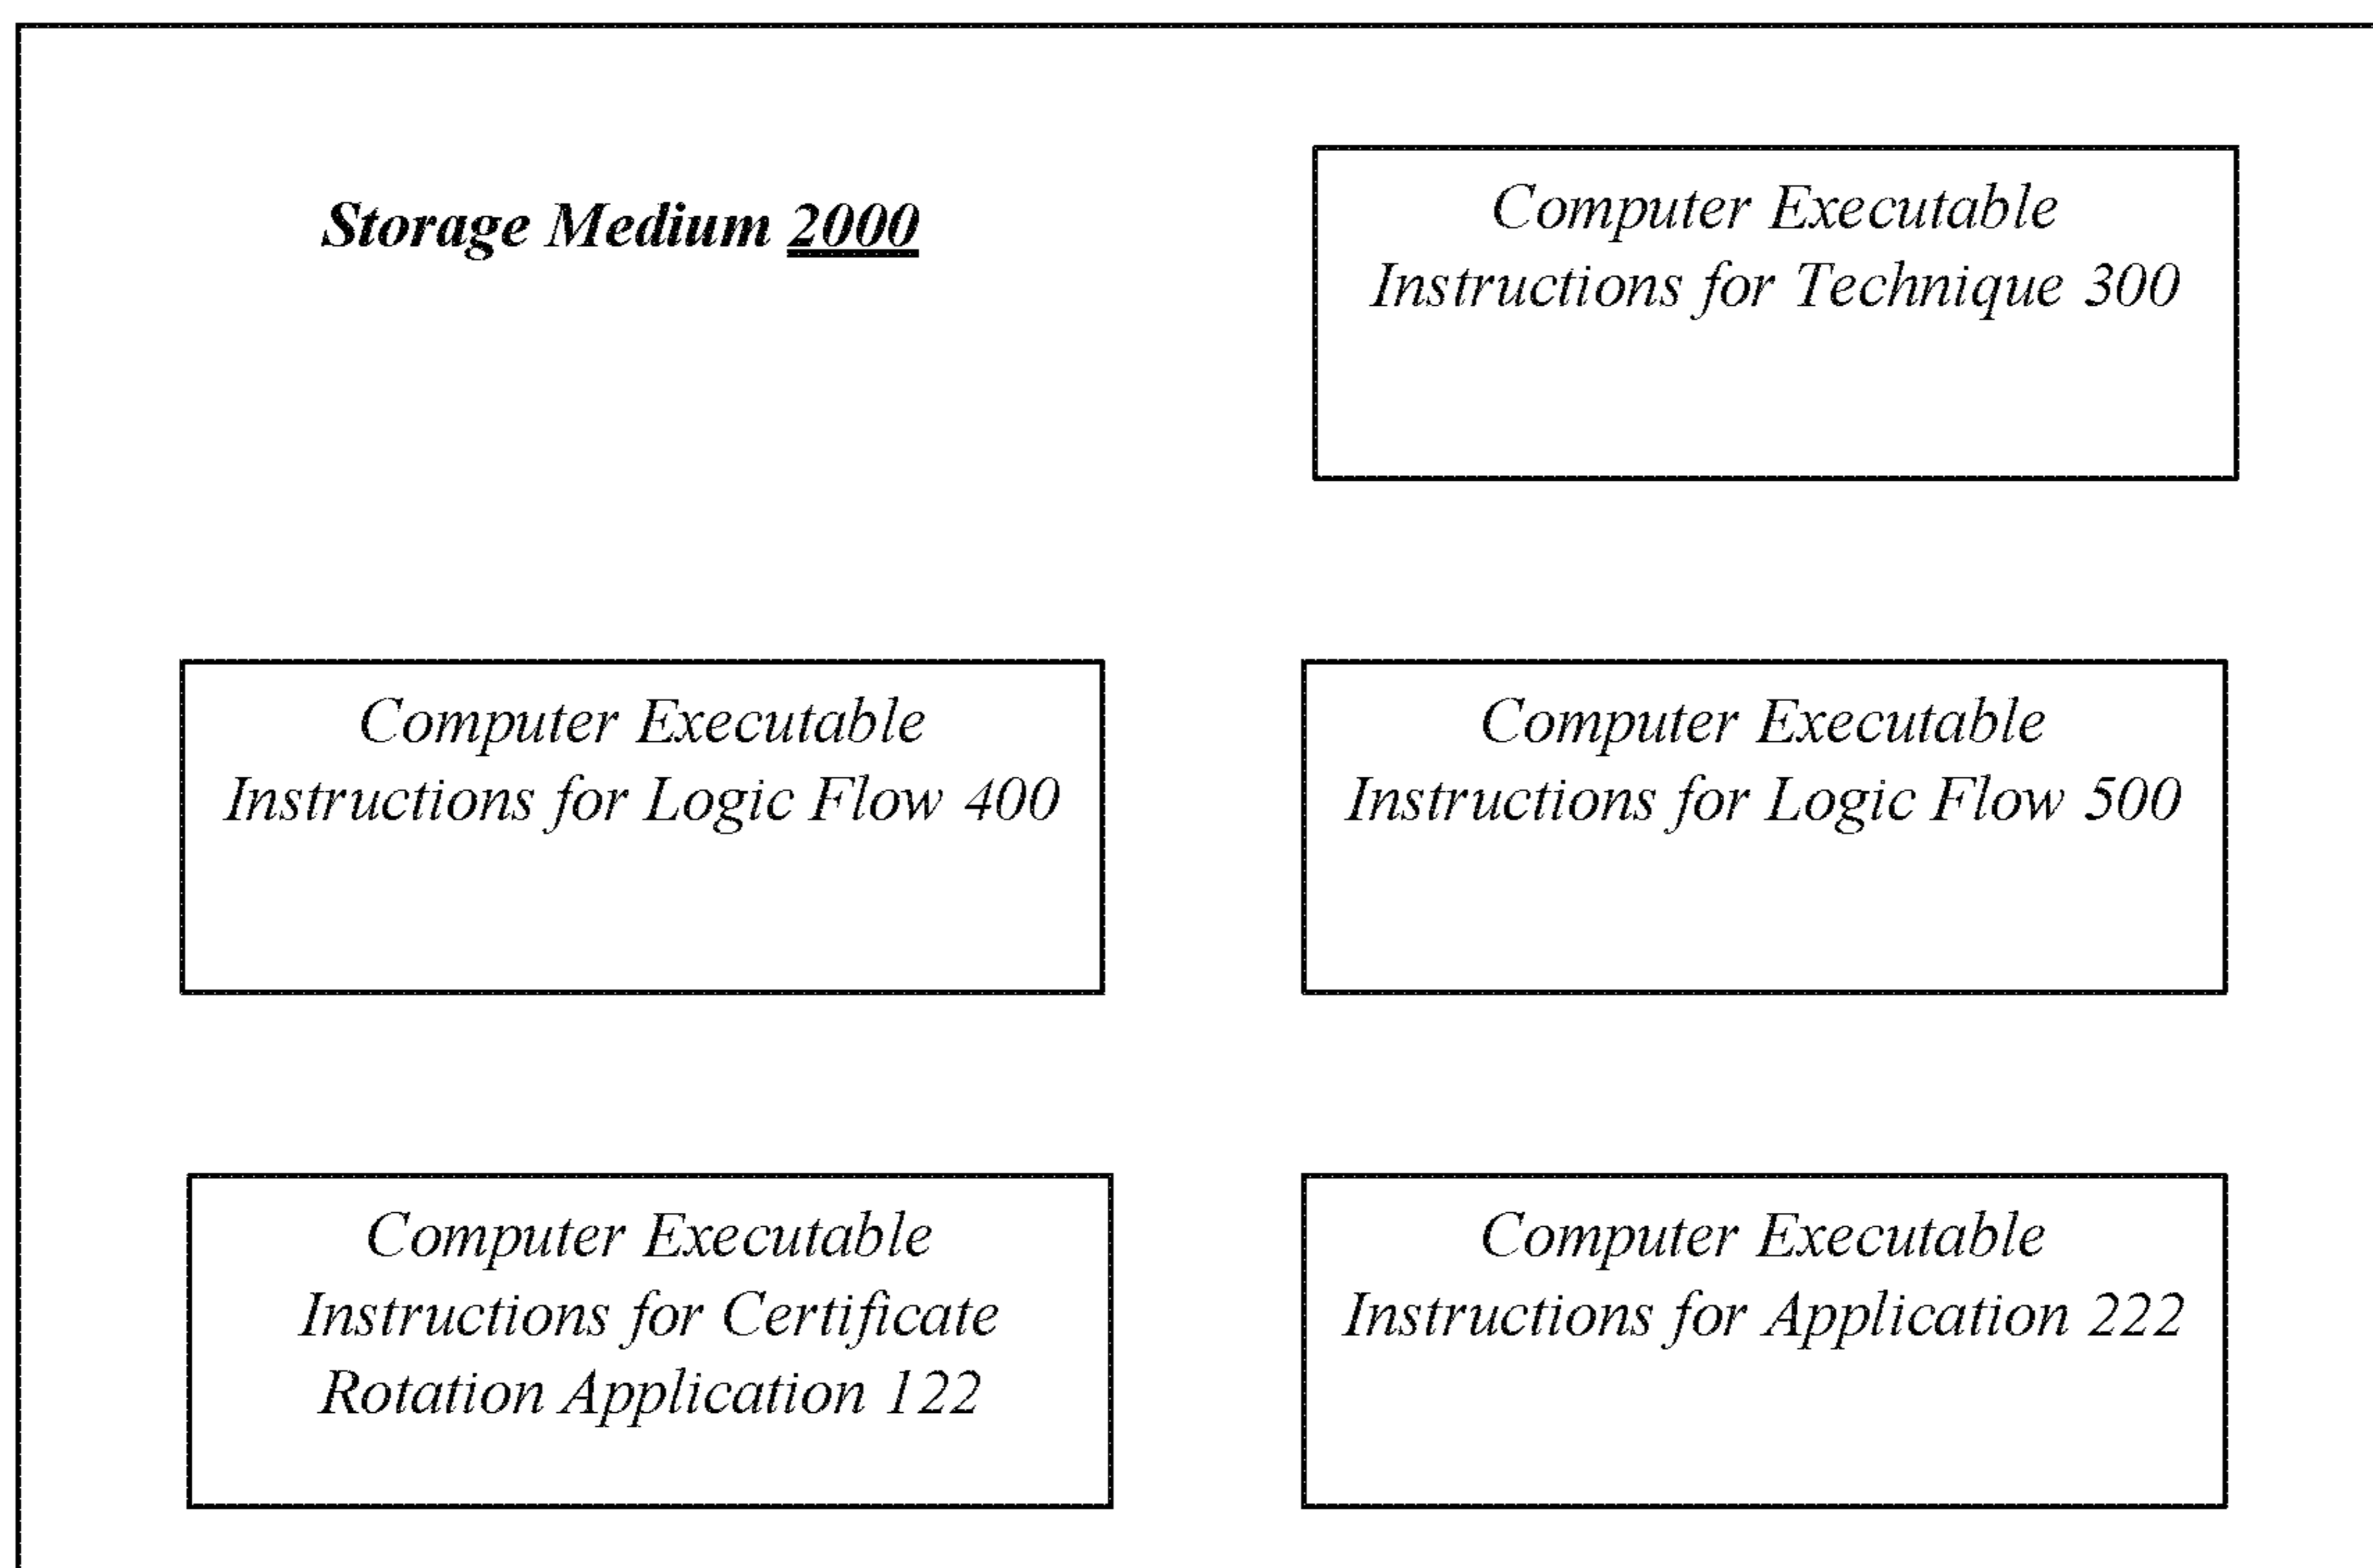 Storage Medium 2000
Computer Executable
Instructions for Technique 300
Computer Executable
Instructions for Logic Flow 400
Computer Executable
Instructions for Logic Flow 500
Computer Executable
Instructions for Certificate
Rotation Application 122
Computer Executable
Instructions for Application 222